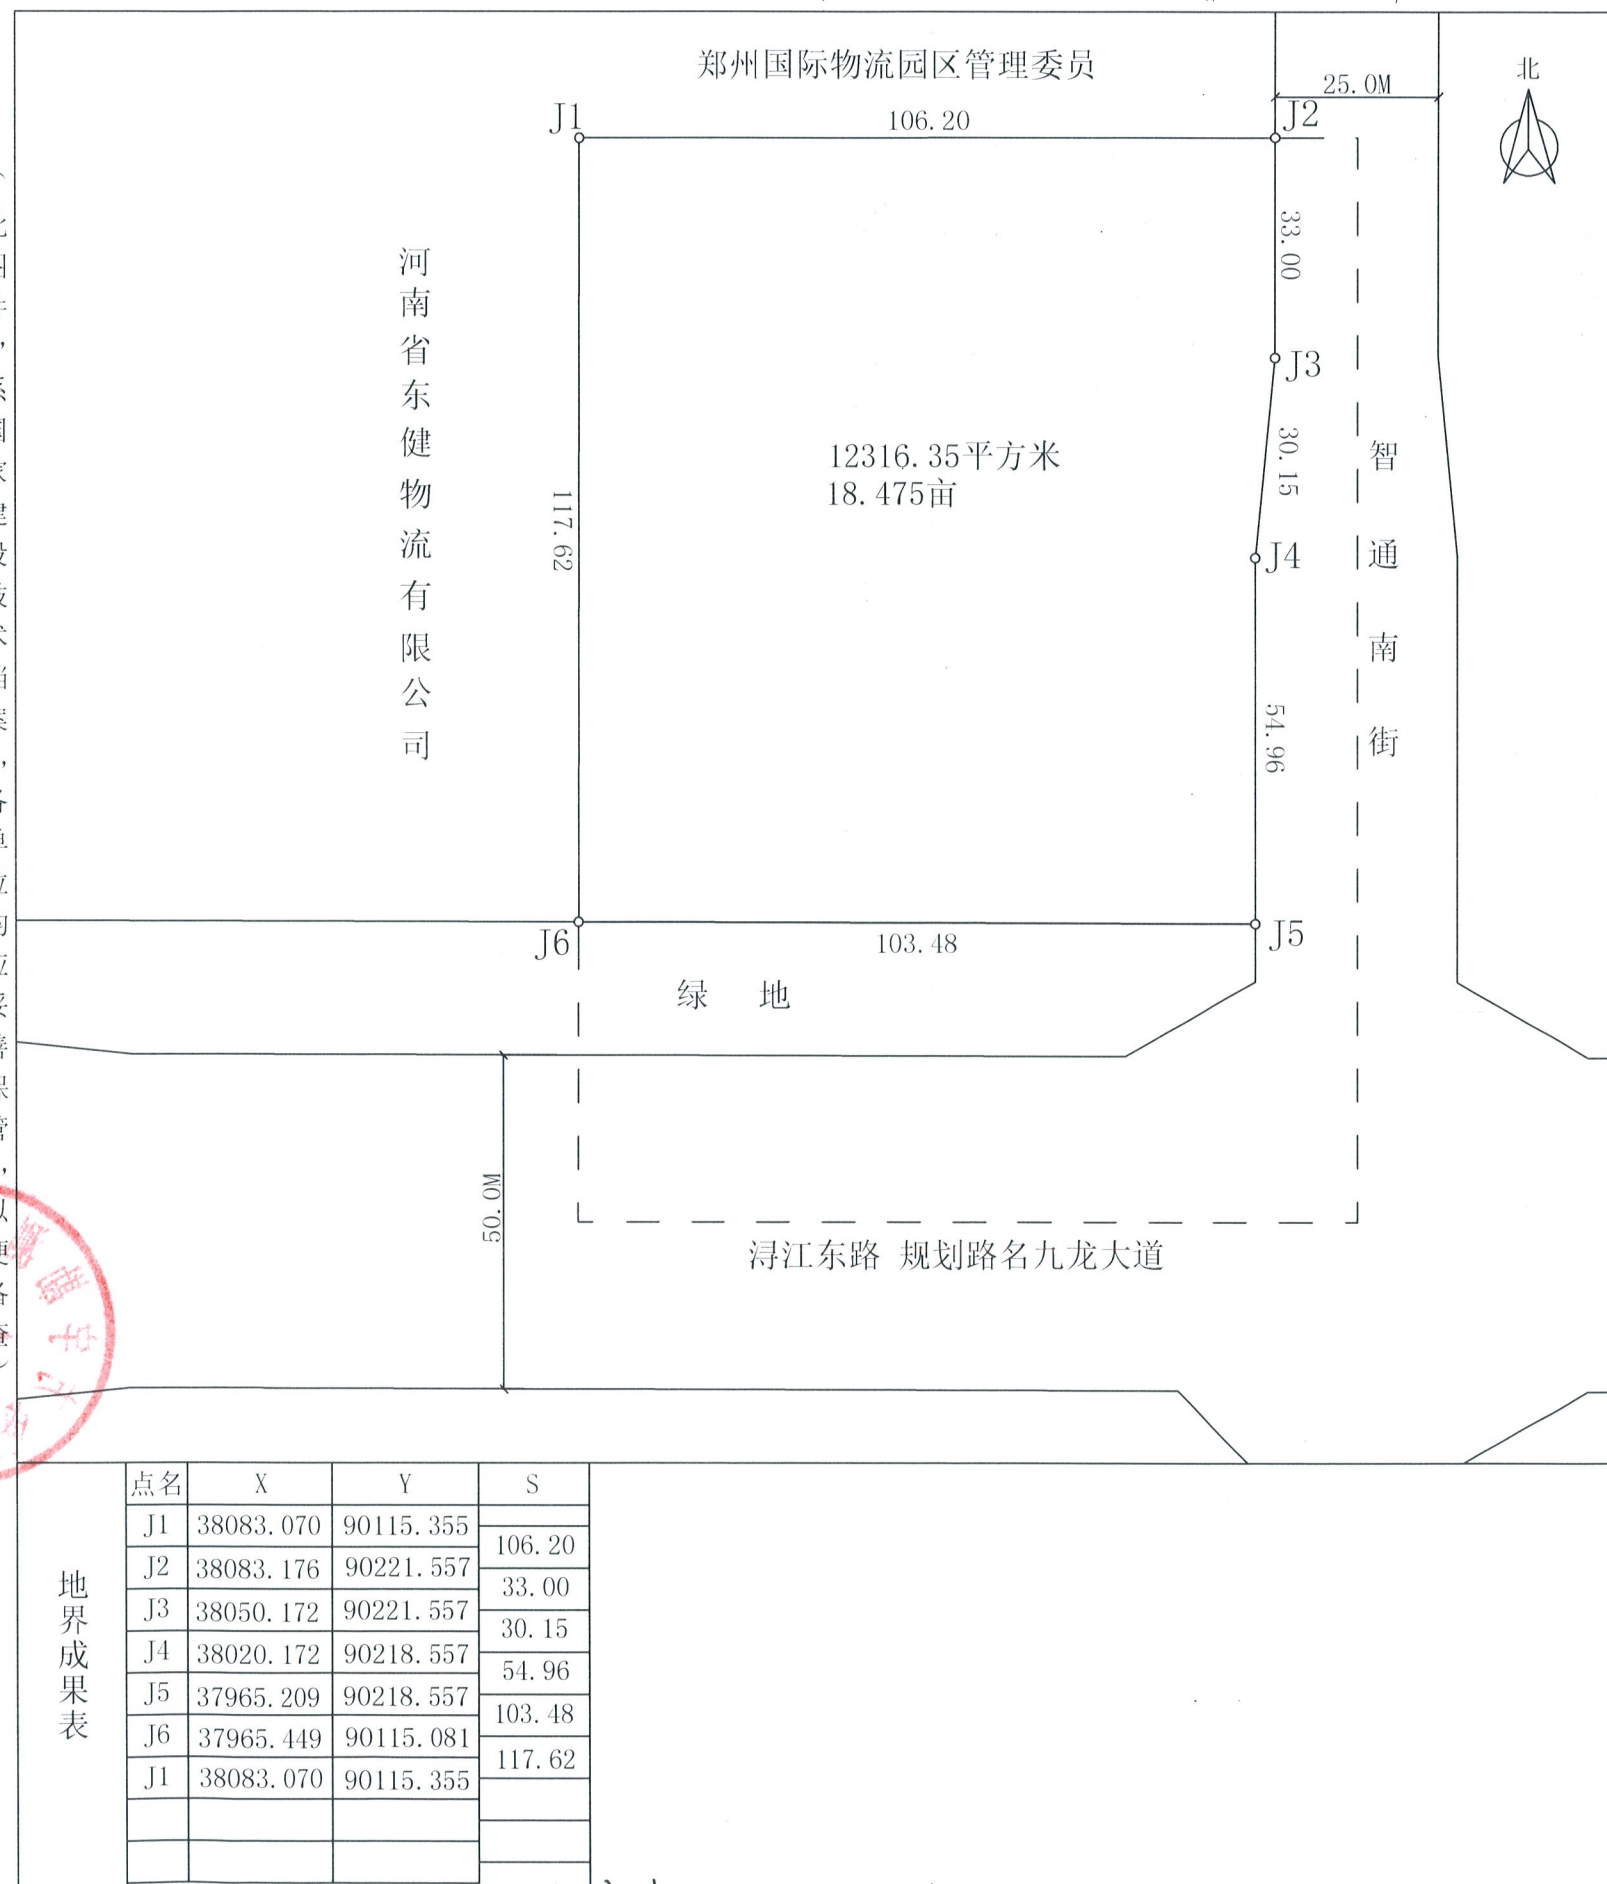 郑州国际物流园区管理委员
北
25.0M
J1
106.20
J2
33.00
河南省东健物流有限公司
J3
12316.35平方米
18.475亩
30.15
智通南街
117.62
J4
54.96
J6
103.48
J5
绿 地
50.0M
浔江东路 规划路名九龙大道
地界成果表
点名 X Y S
J1 38083.070 90115.355
106.20
J2 38083.176 90221.557
33.00
J3 38050.172 90221.557
30.15
J4 38020.172 90218.557
54.96
J5 37965.209 90218.557
103.48
J6 37965.449 90115.081
117.62
J1 38083.070 90115.355